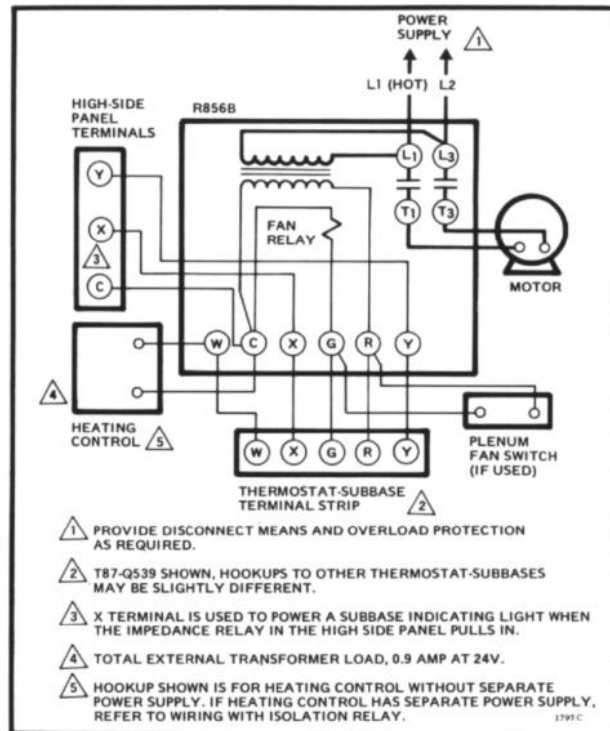 POWER
SUPPLY 1
L1 (HOT) L2
HIGH-SIDE
PANEL
TERMINALS
R856B
Y
X
3
C
L1 L3
T1 T3
FAN
RELAY
MOTOR
W C X G R Y
4
HEATING
CONTROL 5
W X G R Y
PLENUM
FAN SWITCH
(IF USED)
THERMOSTAT-SUBBASE
TERMINAL STRIP 2
1 PROVIDE DISCONNECT MEANS AND OVERLOAD PROTECTION
AS REQUIRED.
2 T87-Q539 SHOWN, HOOKUPS TO OTHER THERMOSTAT-SUBBASES
MAY BE SLIGHTLY DIFFERENT.
3 X TERMINAL IS USED TO POWER A SUBBASE INDICATING LIGHT WHEN
THE IMPEDANCE RELAY IN THE HIGH SIDE PANEL PULLS IN.
4 TOTAL EXTERNAL TRANSFORMER LOAD, 0.9 AMP AT 24V.
5 HOOKUP SHOWN IS FOR HEATING CONTROL WITHOUT SEPARATE
POWER SUPPLY. IF HEATING CONTROL HAS SEPARATE POWER SUPPLY,
REFER TO WIRING WITH ISOLATION RELAY.
1797C